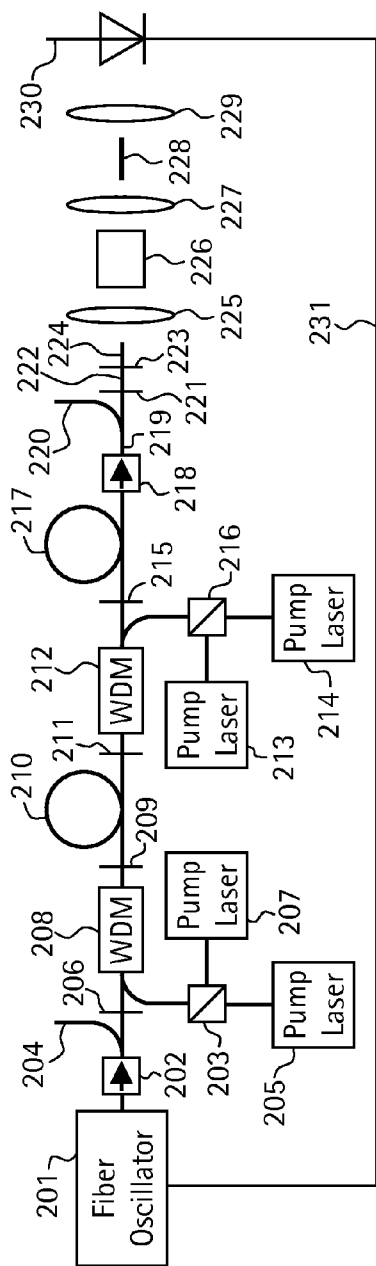 201
Fiber
Oscillator
202
204
206
203
205
Pump
Laser
207
Pump
Laser
208
WDM
209
210
211
212
WDM
213
Pump
Laser
214
Pump
Laser
215
216
217
218
219
220
221
222
223
224
225
226
227
228
229
230
231